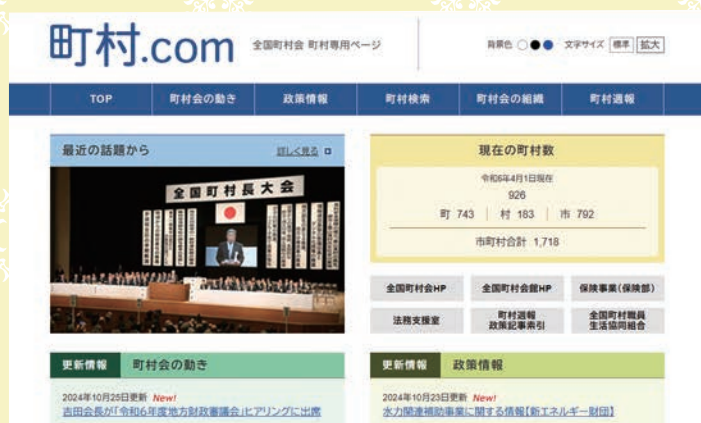 町村.com
全国町村会 町村専用ページ
背景色
文字サイズ 標準 拡大
TOP
町村会の動き
政策情報
町村検索
町村会の組織
町村週報
最近の話題から
詳しく見る
全国町村長大会
現在の町村数
令和6年4月1日現在
926
町 743 | 村 183 | 市 792
市町村合計 1,718
全国町村会HP
全国町村会館HP
保険事業(保険部)
法務支援室
町村週報
政策記事索引
全国町村職員
生活協同組合
更新情報 町村会の動き
2024年10月25日更新 New!
吉田会長が「令和6年度地方財政審議会」ヒアリングに出席
更新情報 政策情報
2024年10月23日更新 New!
水力関連補助事業に関する情報【新エネルギー財団】